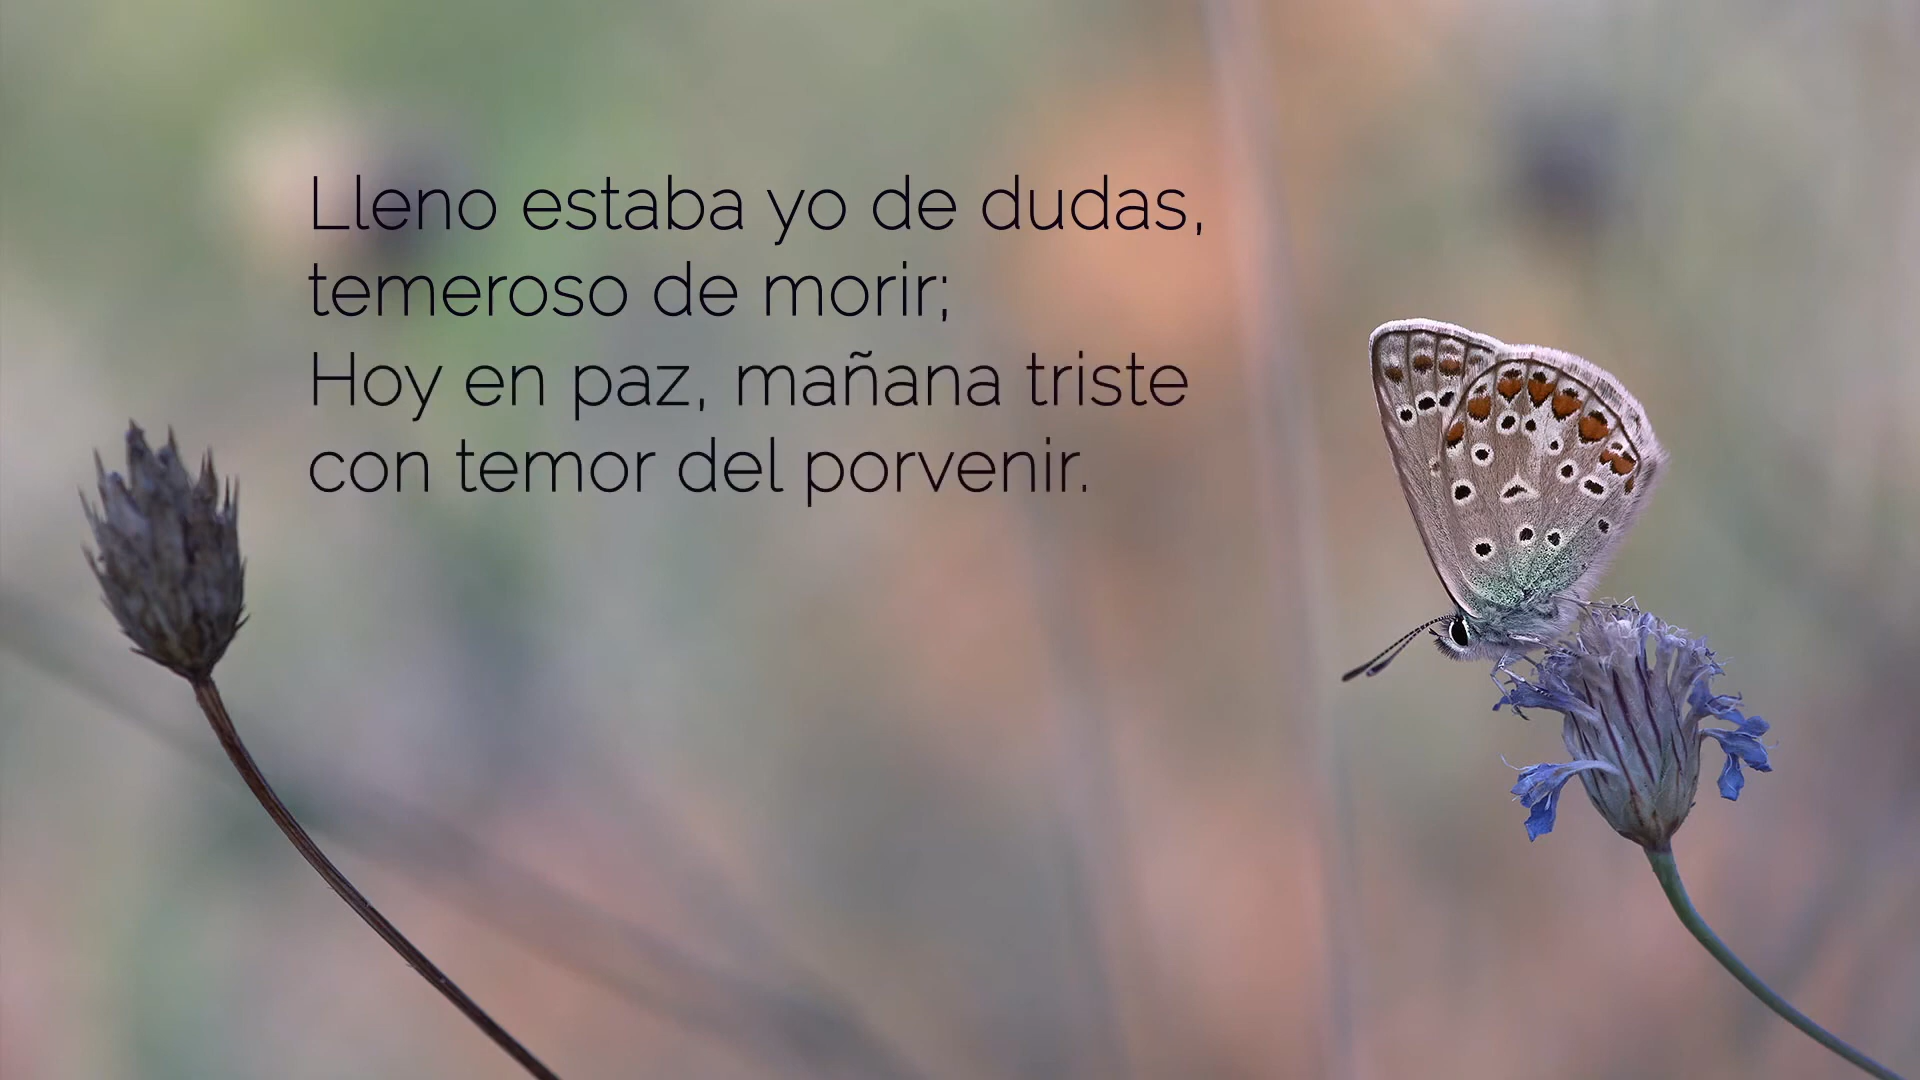 Lleno estaba yo de dudas,
temeroso de morir;
Hoy en paz, mañana triste
con temor del porvenir.